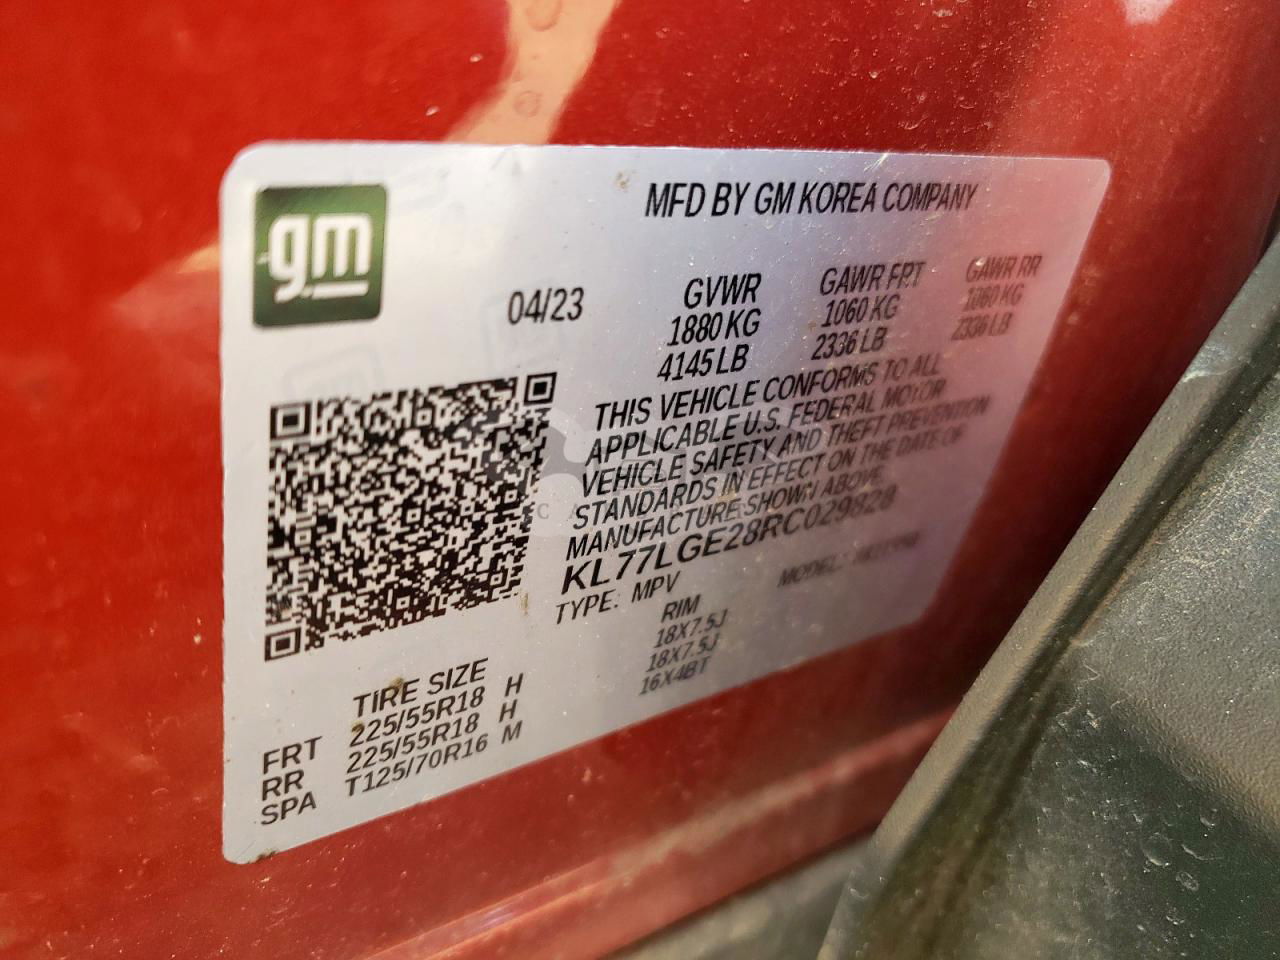 gm
MFD BY GM KOREA COMPANY
04/23
GVWR GAWR FRT GAWR RR
1880 KG 1060 KG 1060 KG
4145 LB 2336 LB 2336 LB
THIS VEHICLE CONFORMS TO ALL
APPLICABLE U.S. FEDERAL MOTOR
VEHICLE SAFETY AND THEFT PREVENTION
STANDARDS IN EFFECT ON THE DATE OF
MANUFACTURE SHOWN ABOVE
KL77LGE28RC029828
TYPE: MPV MODEL:
TIRE SIZE RIM
FRT 225/55R18 H 18X7.5J
RR 225/55R18 H 18X7.5J
SPA T125/70R16 M 16X4BT